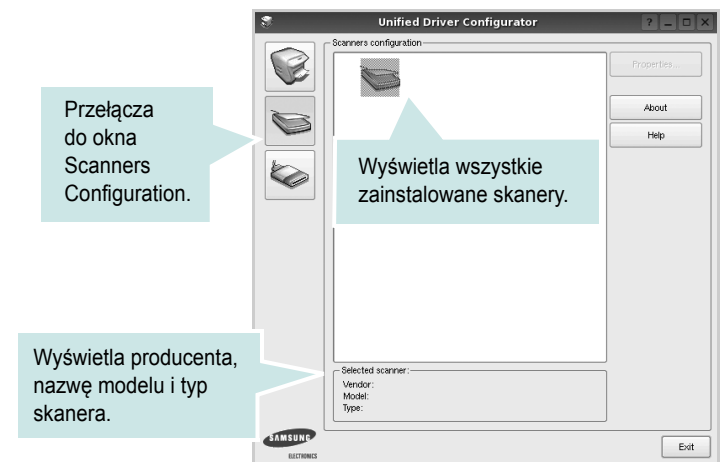 Unified Driver Configurator
Scanners configuration
Properties...
About
Help
Przełącza
do okna
Scanners
Configuration.
Wyświetla wszystkie
zainstalowane skanery.
Wyświetla producenta,
nazwę modelu i typ
skanera.
Selected scanner:
Vendor:
Model:
Type:
SAMSUNG
ELECTRONICS
Exit